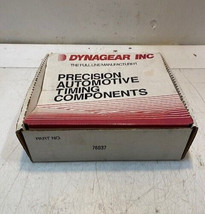 DYNAGEAR INC
THE FULL LINE MANUFACTURER
PRECISION
AUTOMOTIVE
TIMING
COMPONENTS
PART NO.